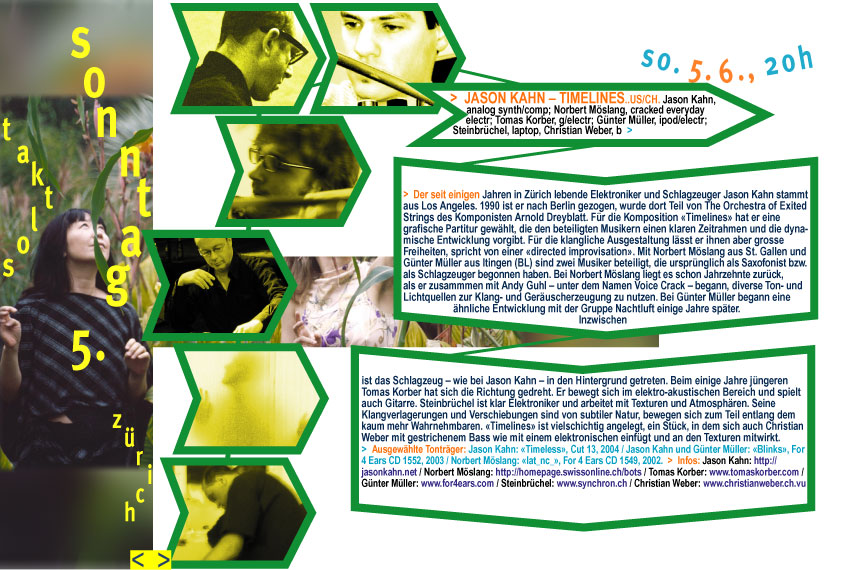 taktlos
sonntag
5.
zürich
< >
so. 5. 6., 20h
> JASON KAHN – TIMELINES..US/CH. Jason Kahn,
analog synth/comp; Norbert Möslang, cracked everyday
electr; Tomas Korber, g/electr; Günter Müller, ipod/electr;
Steinbrüchel, laptop, Christian Weber, b >
> Der seit einigen Jahren in Zürich lebende Elektroniker und Schlagzeuger Jason Kahn stammt
aus Los Angeles. 1990 ist er nach Berlin gezogen, wurde dort Teil von The Orchestra of Exited
Strings des Komponisten Arnold Dreyblatt. Für die Komposition «Timelines» hat er eine
grafische Partitur gewählt, die den beteiligten Musikern einen klaren Zeitrahmen und die dyna-
mische Entwicklung vorgibt. Für die klangliche Ausgestaltung lässt er ihnen aber grosse
Freiheiten, spricht von einer «directed improvisation». Mit Norbert Möslang aus St. Gallen und
Günter Müller aus Itingen (BL) sind zwei Musiker beteiligt, die ursprünglich als Saxofonist bzw.
als Schlagzeuger begonnen haben. Bei Norbert Möslang liegt es schon Jahrzehnte zurück,
als er zusammmen mit Andy Guhl – unter dem Namen Voice Crack – begann, diverse Ton- und
Lichtquellen zur Klang- und Geräuscherzeugung zu nutzen. Bei Günter Müller begann eine
ähnliche Entwicklung mit der Gruppe Nachtluft einige Jahre später.
Inzwischen
ist das Schlagzeug – wie bei Jason Kahn – in den Hintergrund getreten. Beim einige Jahre jüngeren
Tomas Korber hat sich die Richtung gedreht. Er bewegt sich im elektro-akustischen Bereich und spielt
auch Gitarre. Steinbrüchel ist klar Elektroniker und arbeitet mit Texturen und Atmosphären. Seine
Klangverlagerungen und Verschiebungen sind von subtiler Natur, bewegen sich zum Teil entlang dem
kaum mehr Wahrnehmbaren. «Timelines» ist vielschichtig angelegt, ein Stück, in dem sich auch Christian
Weber mit gestrichenem Bass wie mit einem elektronischen einfügt und an den Texturen mitwirkt.
> Ausgewählte Tonträger: Jason Kahn: «Timeless», Cut 13, 2004 / Jason Kahn und Günter Müller: «Blinks», For
4 Ears CD 1552, 2003 / Norbert Möslang: «lat_nc_», For 4 Ears CD 1549, 2002. > Infos: Jason Kahn: http://
jasonkahn.net / Norbert Möslang: http://homepage.swissonline.ch/bots / Tomas Korber: www.tomaskorber.com /
Günter Müller: www.for4ears.com / Steinbrüchel: www.synchron.ch / Christian Weber: www.christianweber.ch.vu